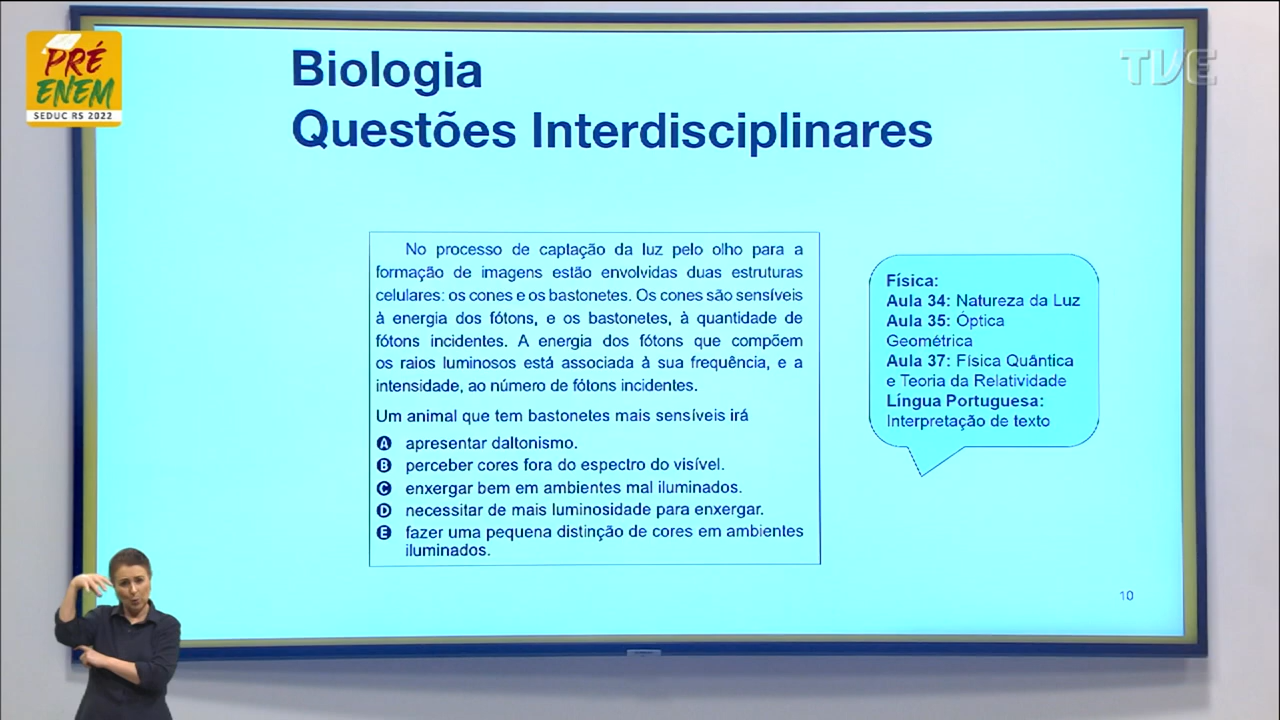 PRÉ
ENEM
SEDUC RS 2022
TVE
Biologia
Questões Interdisciplinares
No processo de captação da luz pelo olho para a
formação de imagens estão envolvidas duas estruturas
celulares: os cones e os bastonetes. Os cones são sensíveis
à energia dos fótons, e os bastonetes, à quantidade de
fótons incidentes. A energia dos fótons que compõem
os raios luminosos está associada à sua frequência, e a
intensidade, ao número de fótons incidentes.
Um animal que tem bastonetes mais sensíveis irá
A apresentar daltonismo.
B perceber cores fora do espectro do visível.
C enxergar bem em ambientes mal iluminados.
D necessitar de mais luminosidade para enxergar.
E fazer uma pequena distinção de cores em ambientes
iluminados.
Física:
Aula 34: Natureza da Luz
Aula 35: Óptica
Geométrica
Aula 37: Física Quântica
e Teoria da Relatividade
Língua Portuguesa:
Interpretação de texto
10